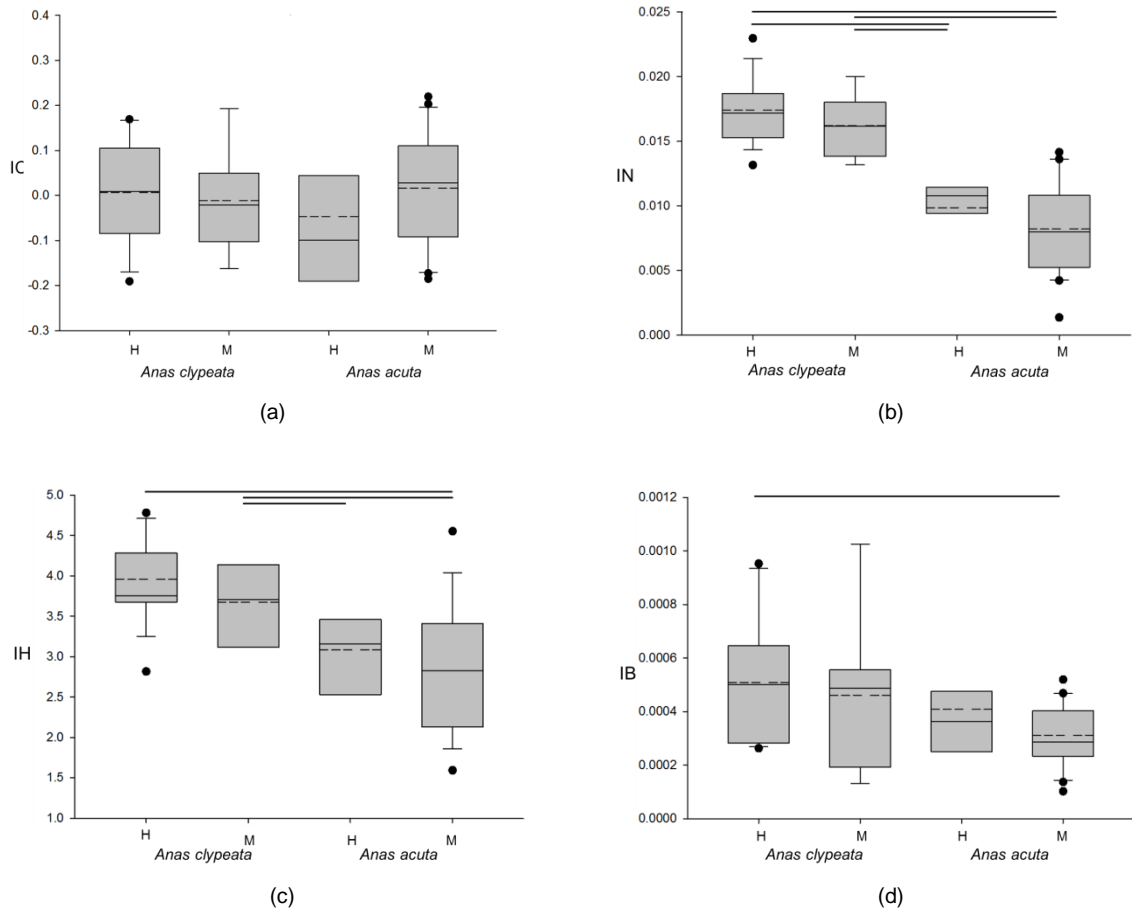 0.4
0.3
0.2
0.1
0.0
-0.1
-0.2
-0.3
IC
H M H M
Anas clypeata Anas acuta
(a)
0.025
0.020
0.015
0.010
0.005
0.000
IN
H M H M
Anas clypeata Anas acuta
(b)
5.0
4.5
4.0
3.5
3.0
2.5
2.0
1.5
1.0
IH
H M H M
Anas clypeata Anas acuta
(c)
0.0012
0.0010
0.0008
0.0006
0.0004
0.0002
0.0000
IB
H M H M
Anas clypeata Anas acuta
(d)